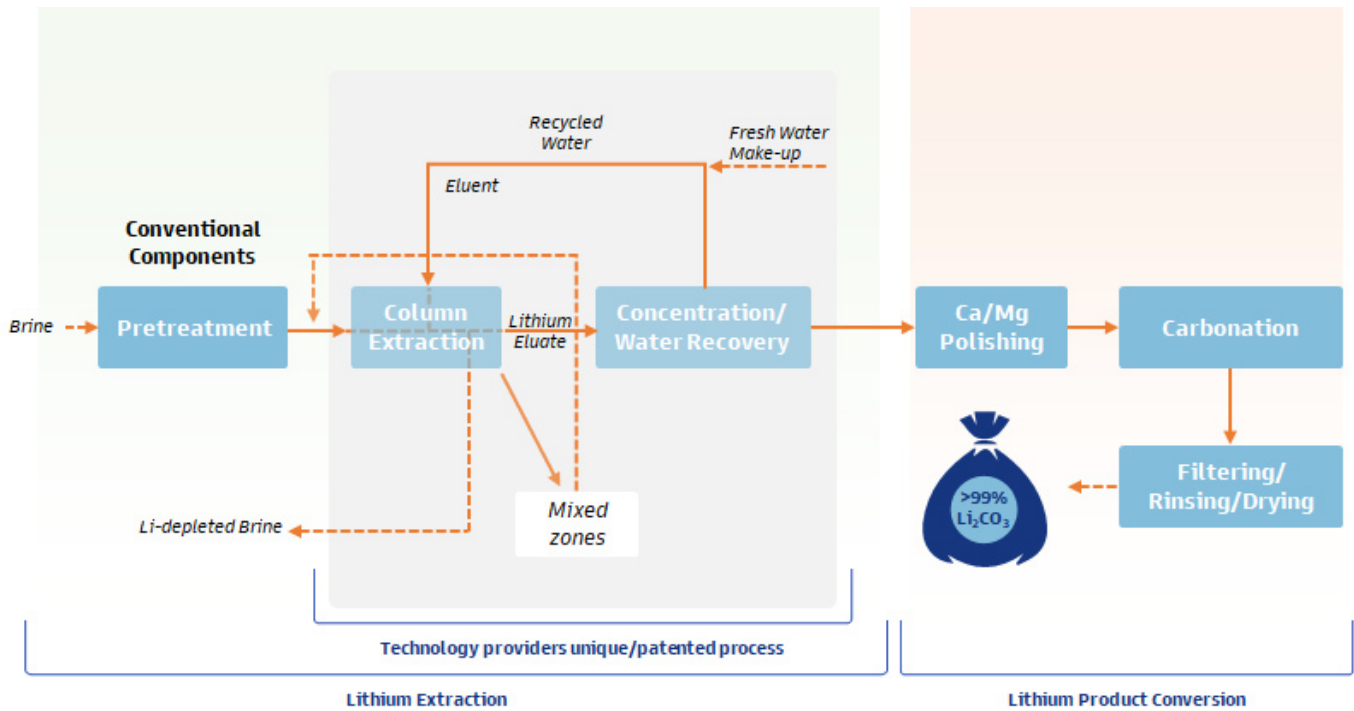 Recycled
Water
Fresh Water
Make-up
Eluent
Conventional
Components
Brine
Pretreatment
Column
Extraction
Lithium
Eluate
Concentration/
Water Recovery
Ca/Mg
Polishing
Carbonation
Li-depleted Brine
Mixed
zones
>99%
Li₂CO₃
Filtering/
Rinsing/Drying
Technology providers unique/patented process
Lithium Extraction
Lithium Product Conversion